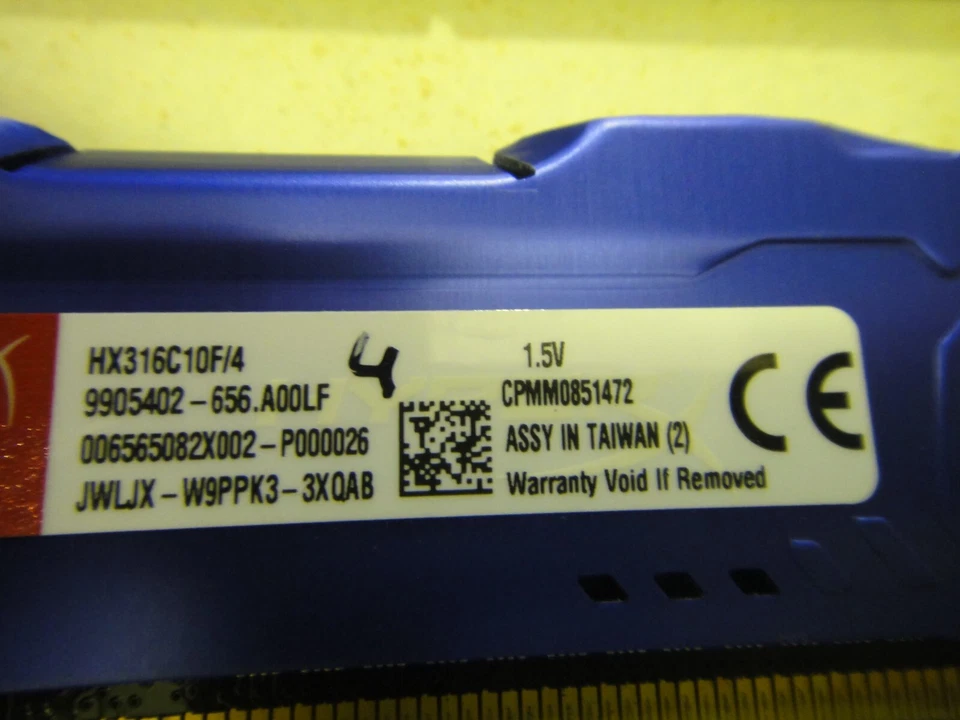 HX316C10F/4
9905402-656.A00LF
006565082X002-P000026
JWLJX-W9PPK3-3XQAB
4
1.5V
CPMM0851472
ASSY IN TAIWAN (2)
Warranty Void If Removed
CE